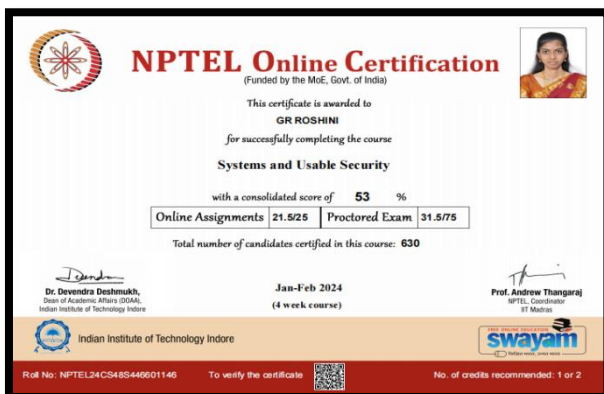 NPTEL Online Certification
(Funded by the MoE, Govt. of India)
This certificate is awarded to
GR ROSHINI
for successfully completing the course
Systems and Usable Security
with a consolidated score of 53 %
Online Assignments 21.5/25 Proctored Exam 31.5/75
Total number of candidates certified in this course: 630
Dr. Devendra Deshmukh,
Dean of Academic Affairs (DOAA),
Indian Institute of Technology Indore
Jan-Feb 2024
(4 week course)
Prof. Andrew Thangaraj
NPTEL, Coordinator
IIT Madras
Indian Institute of Technology Indore
FREE ONLINE EDUCATION
swayam
Roll No: NPTEL24CS48S446601146 To verify the certificate No. of credits recommended: 1 or 2